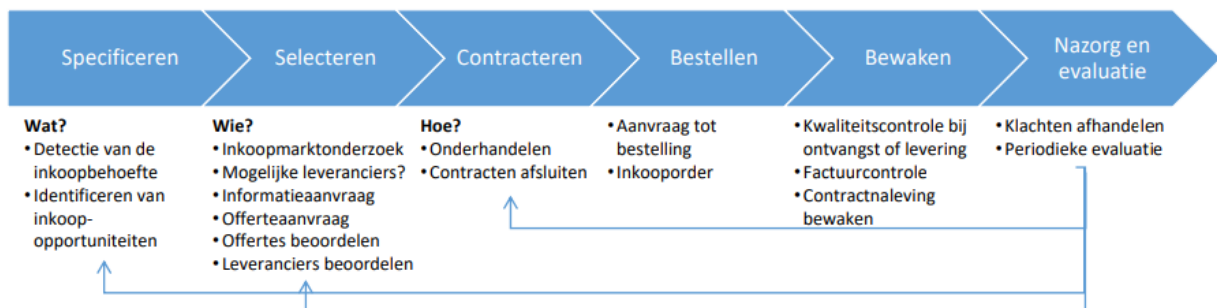 Specificeren
Selecteren
Contracteren
Bestellen
Bewaken
Nazorg en
evaluatie
Wat?
• Detectie van de
inkoopbehoefte
• Identificeren van
inkoop-
opportuniteiten
Wie?
• Inkoopmarktonderzoek
• Mogelijke leveranciers?
• Informatieaanvraag
• Offerteaanvraag
• Offertes beoordelen
• Leveranciers beoordelen
Hoe?
• Onderhandelen
• Contracten afsluiten
• Aanvraag tot
bestelling
• Inkooporder
• Kwaliteitscontrole bij
ontvangst of levering
• Factuurcontrole
• Contractnaleving
bewaken
• Klachten afhandelen
• Periodieke evaluatie